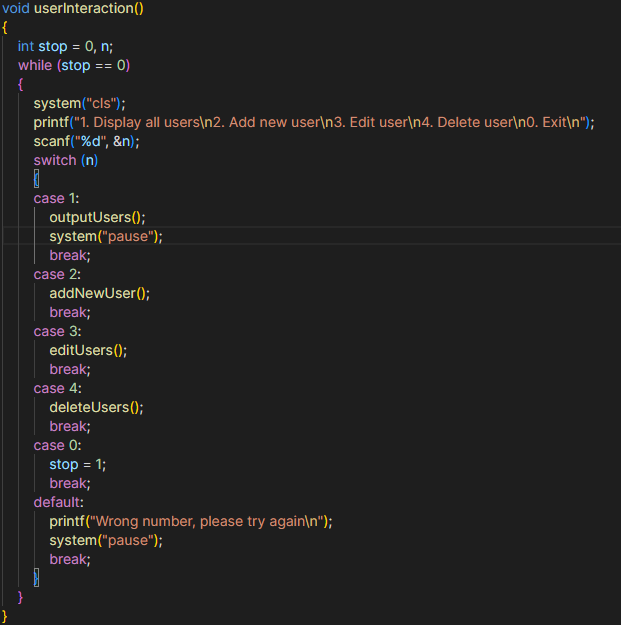 void userInteraction()
{
int stop = 0, n;
while (stop == 0)
{
system("cls");
printf("1. Display all users\n2. Add new user\n3. Edit user\n4. Delete user\n0. Exit\n");
scanf("%d", &n);
switch (n)
{
case 1:
outputUsers();
system("pause");
break;
case 2:
addNewUser();
break;
case 3:
editUsers();
break;
case 4:
deleteUsers();
break;
case 0:
stop = 1;
break;
default:
printf("Wrong number, please try again\n");
system("pause");
break;
}
}
}